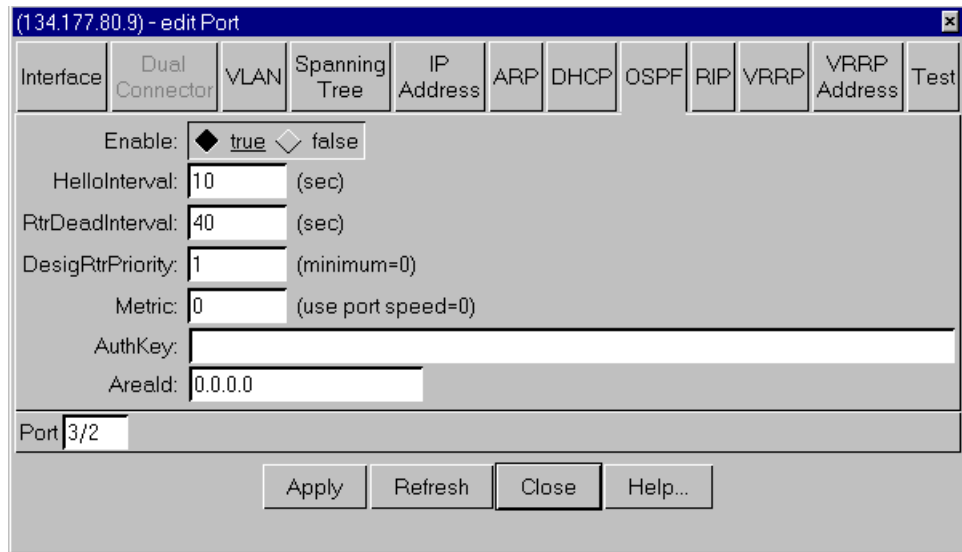 (134.177.80.9) - edit Port
Interface Dual Connector VLAN Spanning Tree IP Address ARP DHCP OSPF RIP VRRP VRRP Address Test
Enable: true false
HelloInterval: 10 (sec)
RtrDeadInterval: 40 (sec)
DesigRtrPriority: 1 (minimum=0)
Metric: 0 (use port speed=0)
AuthKey:
AreaId: 0.0.0.0
Port 3/2
Apply Refresh Close Help...